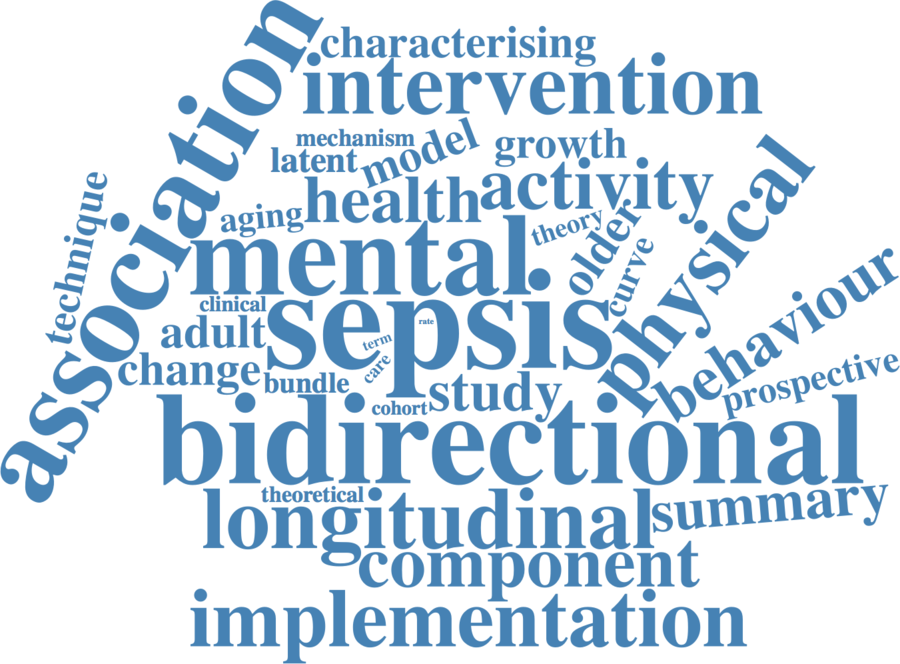 association
characterising
intervention
mechanism
latent
model
growth
technique
aging
health
activity
physical
mental
theory
older
curve
clinical
sepsis
rate
adult
term
care
behaviour
change
bundle
cohort
study
prospective
bidirectional
theoretical
longitudinal
summary
component
implementation